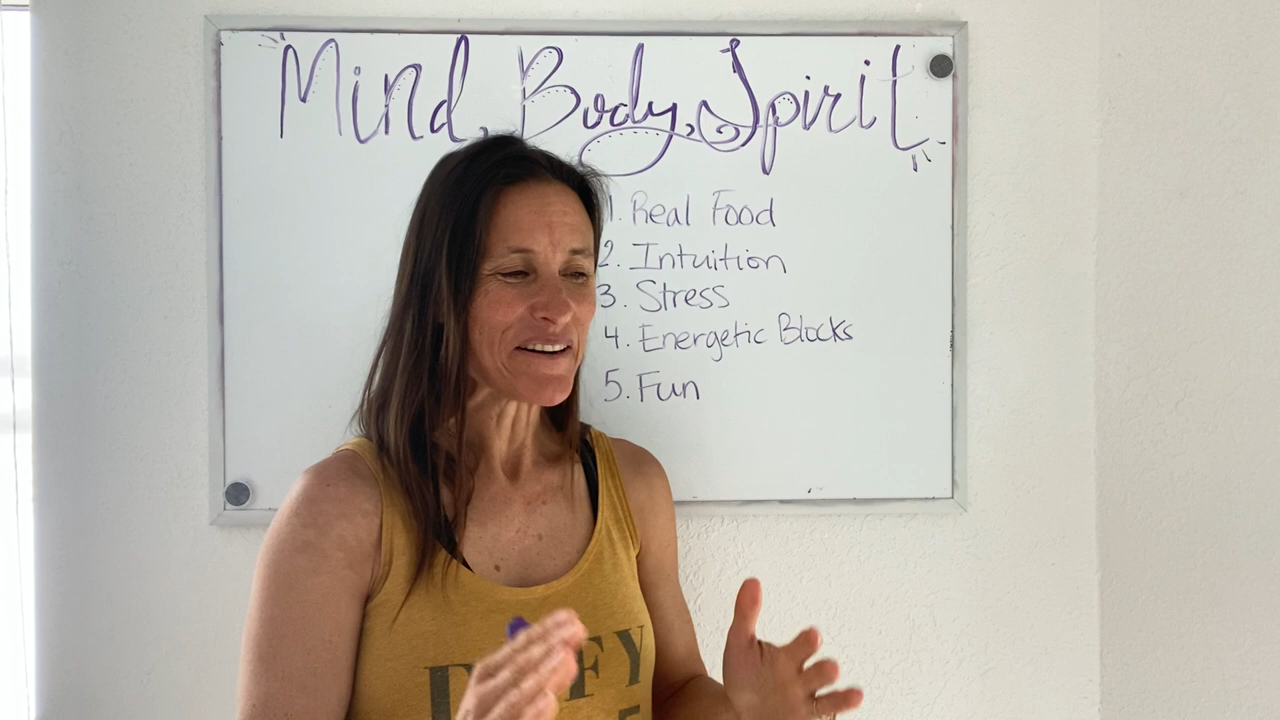 Mind, Body, Spirit
1. Real Food
2. Intuition
3. Stress
4. Energetic Blocks
5. Fun